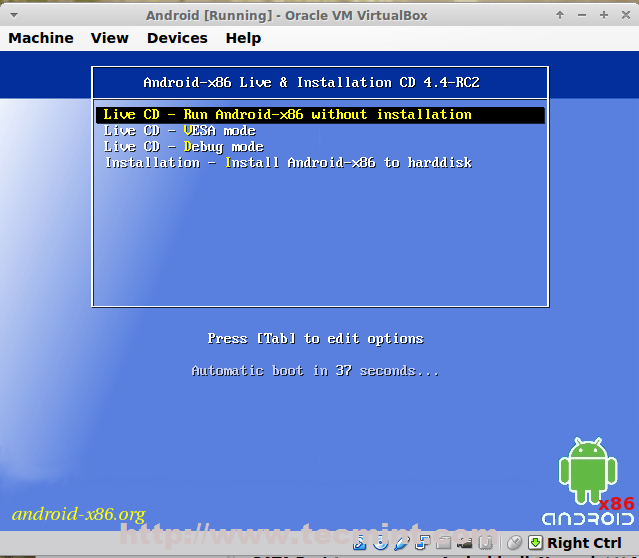 Android [Running] - Oracle VM VirtualBox
Machine View Devices Help
Android-x86 Live & Installation CD 4.4-RC2
Live CD - Run Android-x86 without installation
Live CD - VESA mode
Live CD - Debug mode
Installation - Install Android-x86 to harddisk
Press [Tab] to edit options
Automatic boot in 37 seconds...
x86
ANDROID
android-x86.org
http://www.tecmint.com
Right Ctrl